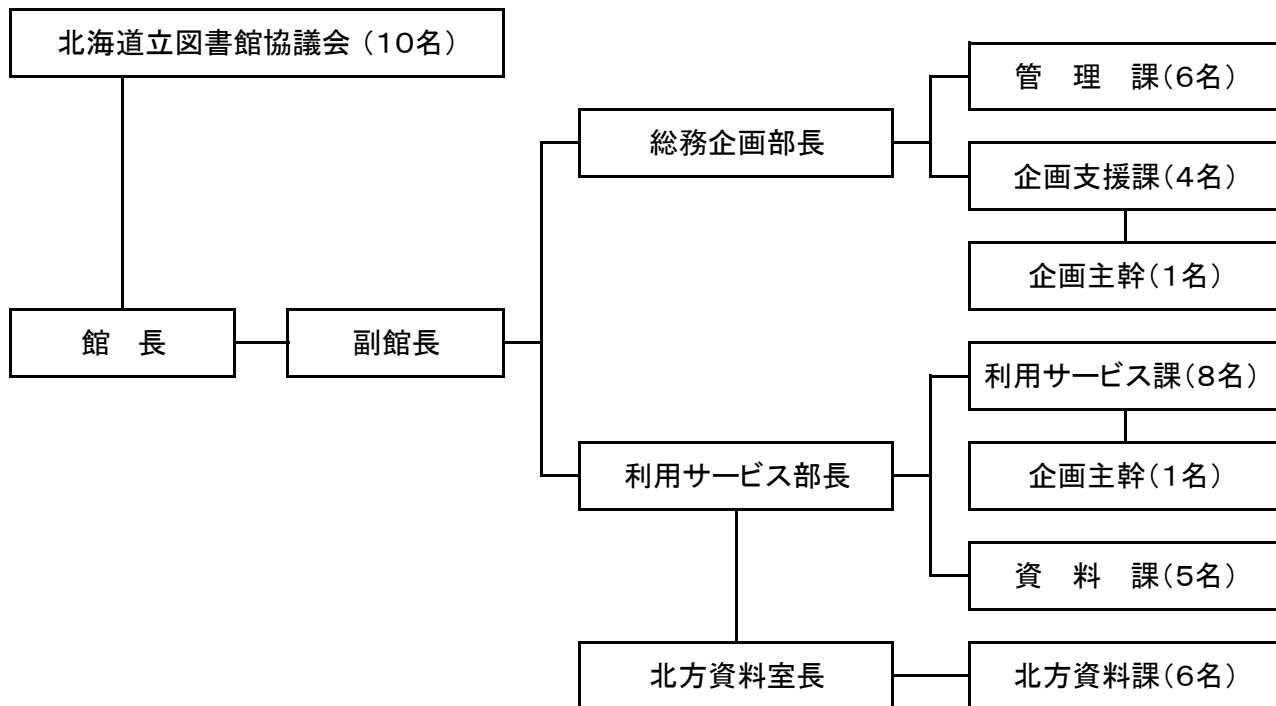 北海道立図書館協議会（10名）
館　長
副館長
総務企画部長
管　理　課（6名）
企画支援課（4名）
企画主幹（1名）
利用サービス部長
利用サービス課（8名）
企画主幹（1名）
資　料　課（5名）
北方資料室長
北方資料課（6名）